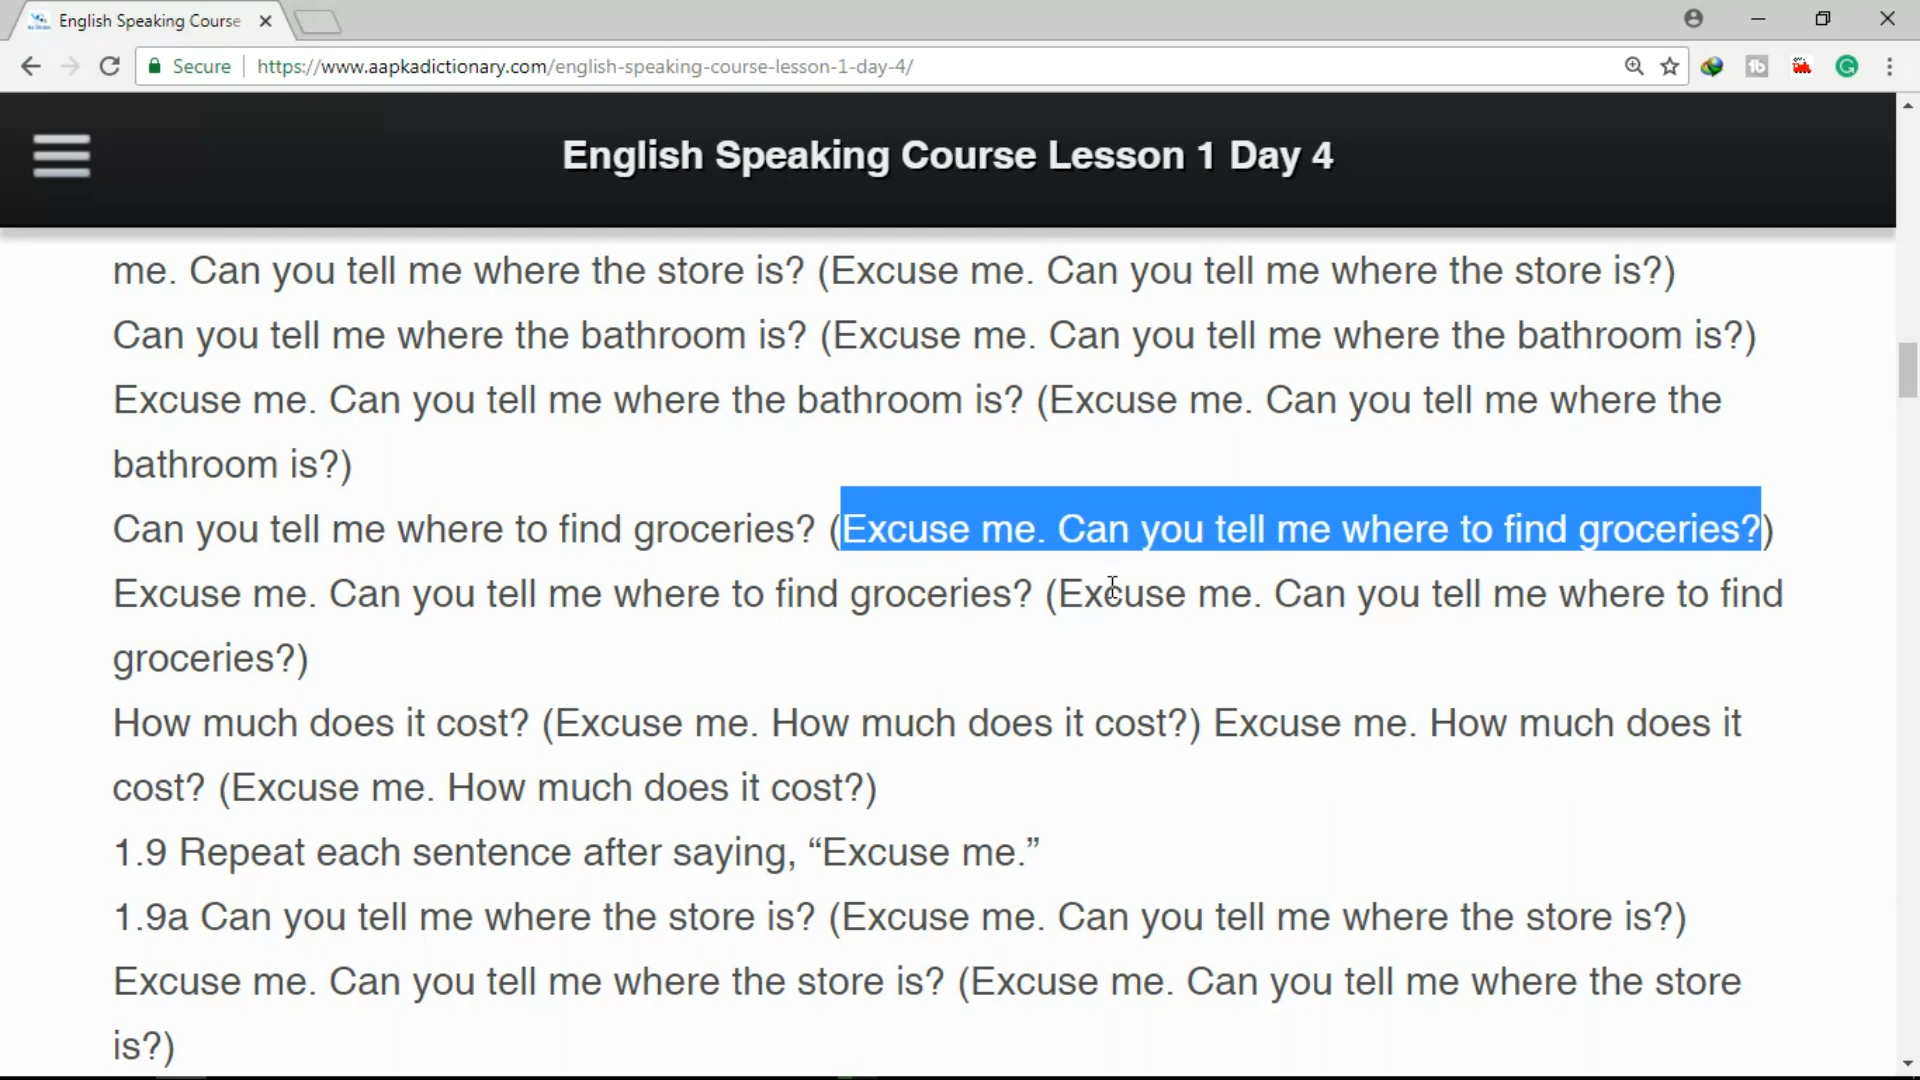 English Speaking Course
Secure
https://www.aapkadictionary.com/english-speaking-course-lesson-1-day-4/
English Speaking Course Lesson 1 Day 4
me. Can you tell me where the store is? (Excuse me. Can you tell me where the store is?)
Can you tell me where the bathroom is? (Excuse me. Can you tell me where the bathroom is?)
Excuse me. Can you tell me where the bathroom is? (Excuse me. Can you tell me where the
bathroom is?)
Can you tell me where to find groceries? (Excuse me. Can you tell me where to find groceries?)
Excuse me. Can you tell me where to find groceries? (Excuse me. Can you tell me where to find
groceries?)
How much does it cost? (Excuse me. How much does it cost?) Excuse me. How much does it
cost? (Excuse me. How much does it cost?)
1.9 Repeat each sentence after saying, “Excuse me.”
1.9a Can you tell me where the store is? (Excuse me. Can you tell me where the store is?)
Excuse me. Can you tell me where the store is? (Excuse me. Can you tell me where the store
is?)